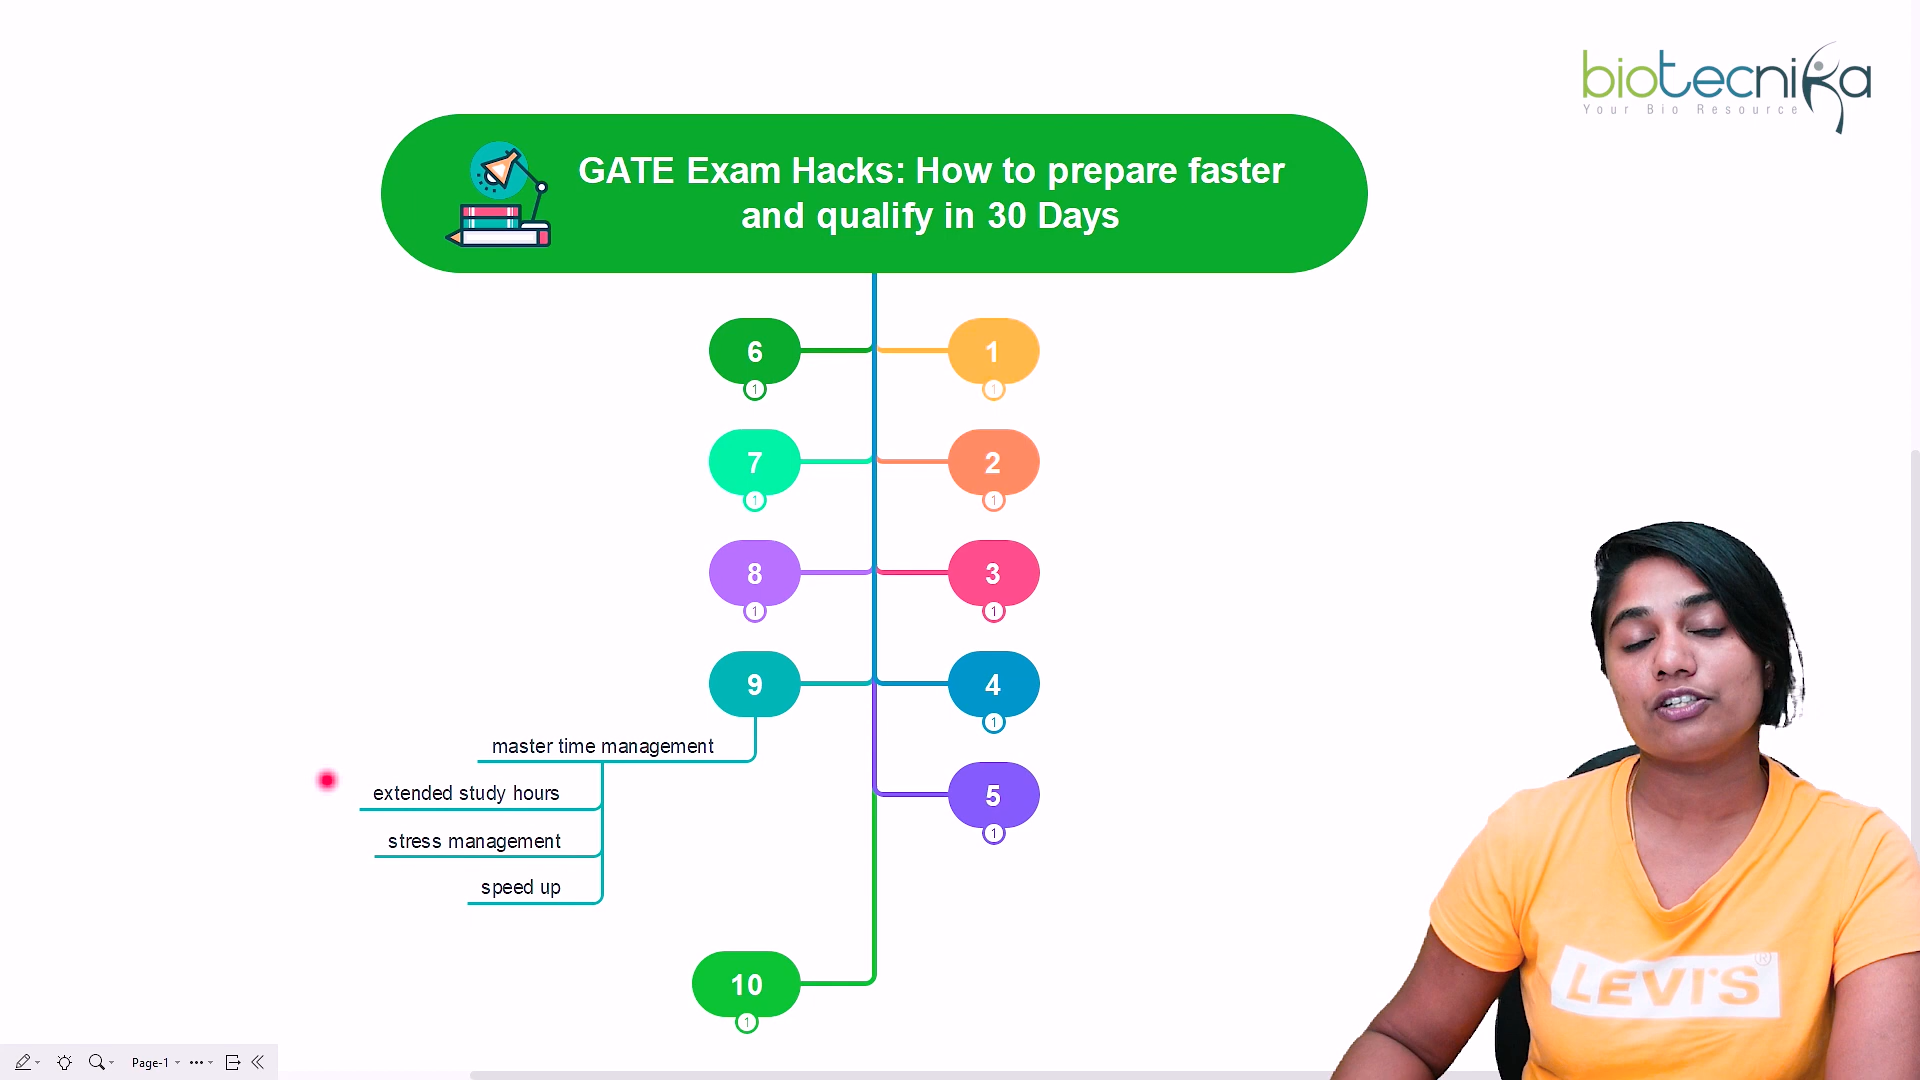 biotecnika
Your Bio Resource
GATE Exam Hacks: How to prepare faster
and qualify in 30 Days
6
1
1
1
7
1
2
1
8
1
3
1
9
4
1
master time management
extended study hours
stress management
speed up
5
1
10
1
LEVI'S
®
Page-1